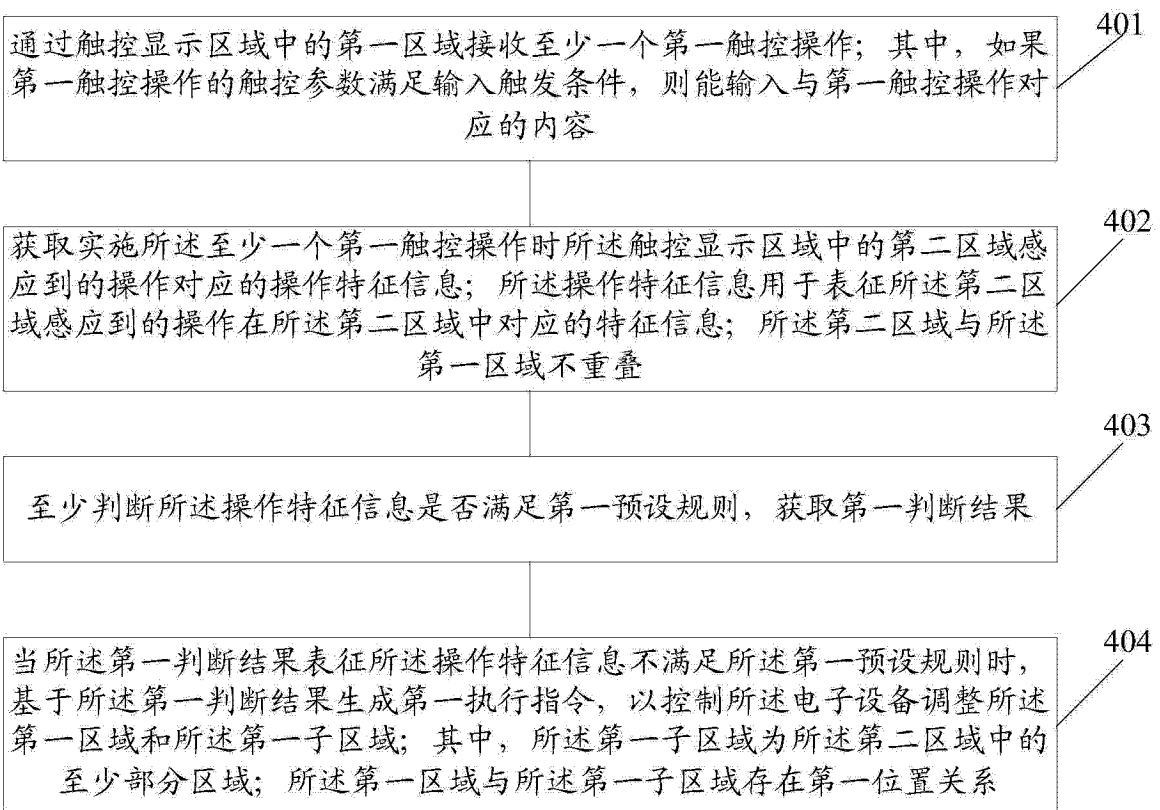 通过触控显示区域中的第一区域接收至少一个第一触控操作；其中，如果
第一触控操作的触控参数满足输入触发条件，则能输入与第一触控操作对
应的内容
401
获取实施所述至少一个第一触控操作时所述触控显示区域中的第二区域感
应到的操作对应的操作特征信息；所述操作特征信息用于表征所述第二区
域感应到的操作在所述第二区域中对应的特征信息；所述第二区域与所述
第一区域不重叠
402
至少判断所述操作特征信息是否满足第一预设规则，获取第一判断结果
403
当所述第一判断结果表征所述操作特征信息不满足所述第一预设规则时，
基于所述第一判断结果生成第一执行指令，以控制所述电子设备调整所述
第一区域和所述第一子区域；其中，所述第一子区域为所述第二区域中的
至少部分区域；所述第一区域与所述第一子区域存在第一位置关系
404